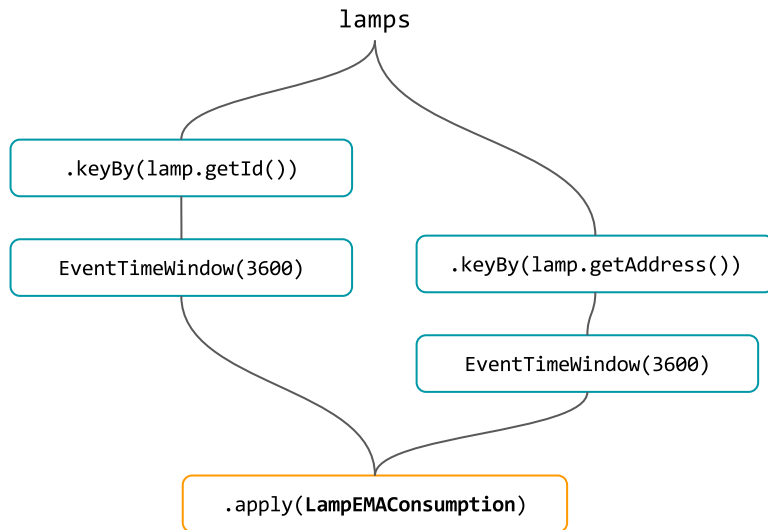 lamps
.keyBy(lamp.getId())
EventTimeWindow(3600)
.keyBy(lamp.getAddress())
EventTimeWindow(3600)
.apply(LampEMAConsumption)